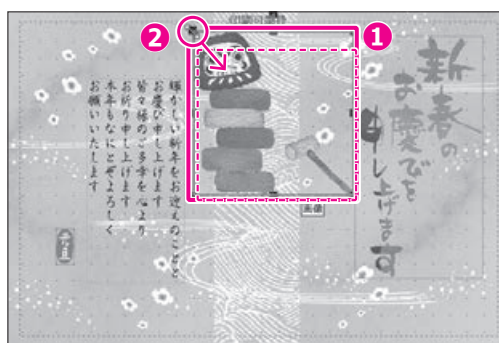 新春の
お慶びを
申し上げます
❶
❷
画像
輝かしい新年をお迎えのことと
お慶び申し上げます
皆々様のご多幸を心より
お祈り申し上げます
本年もなにとぞよろしく
お願いいたします